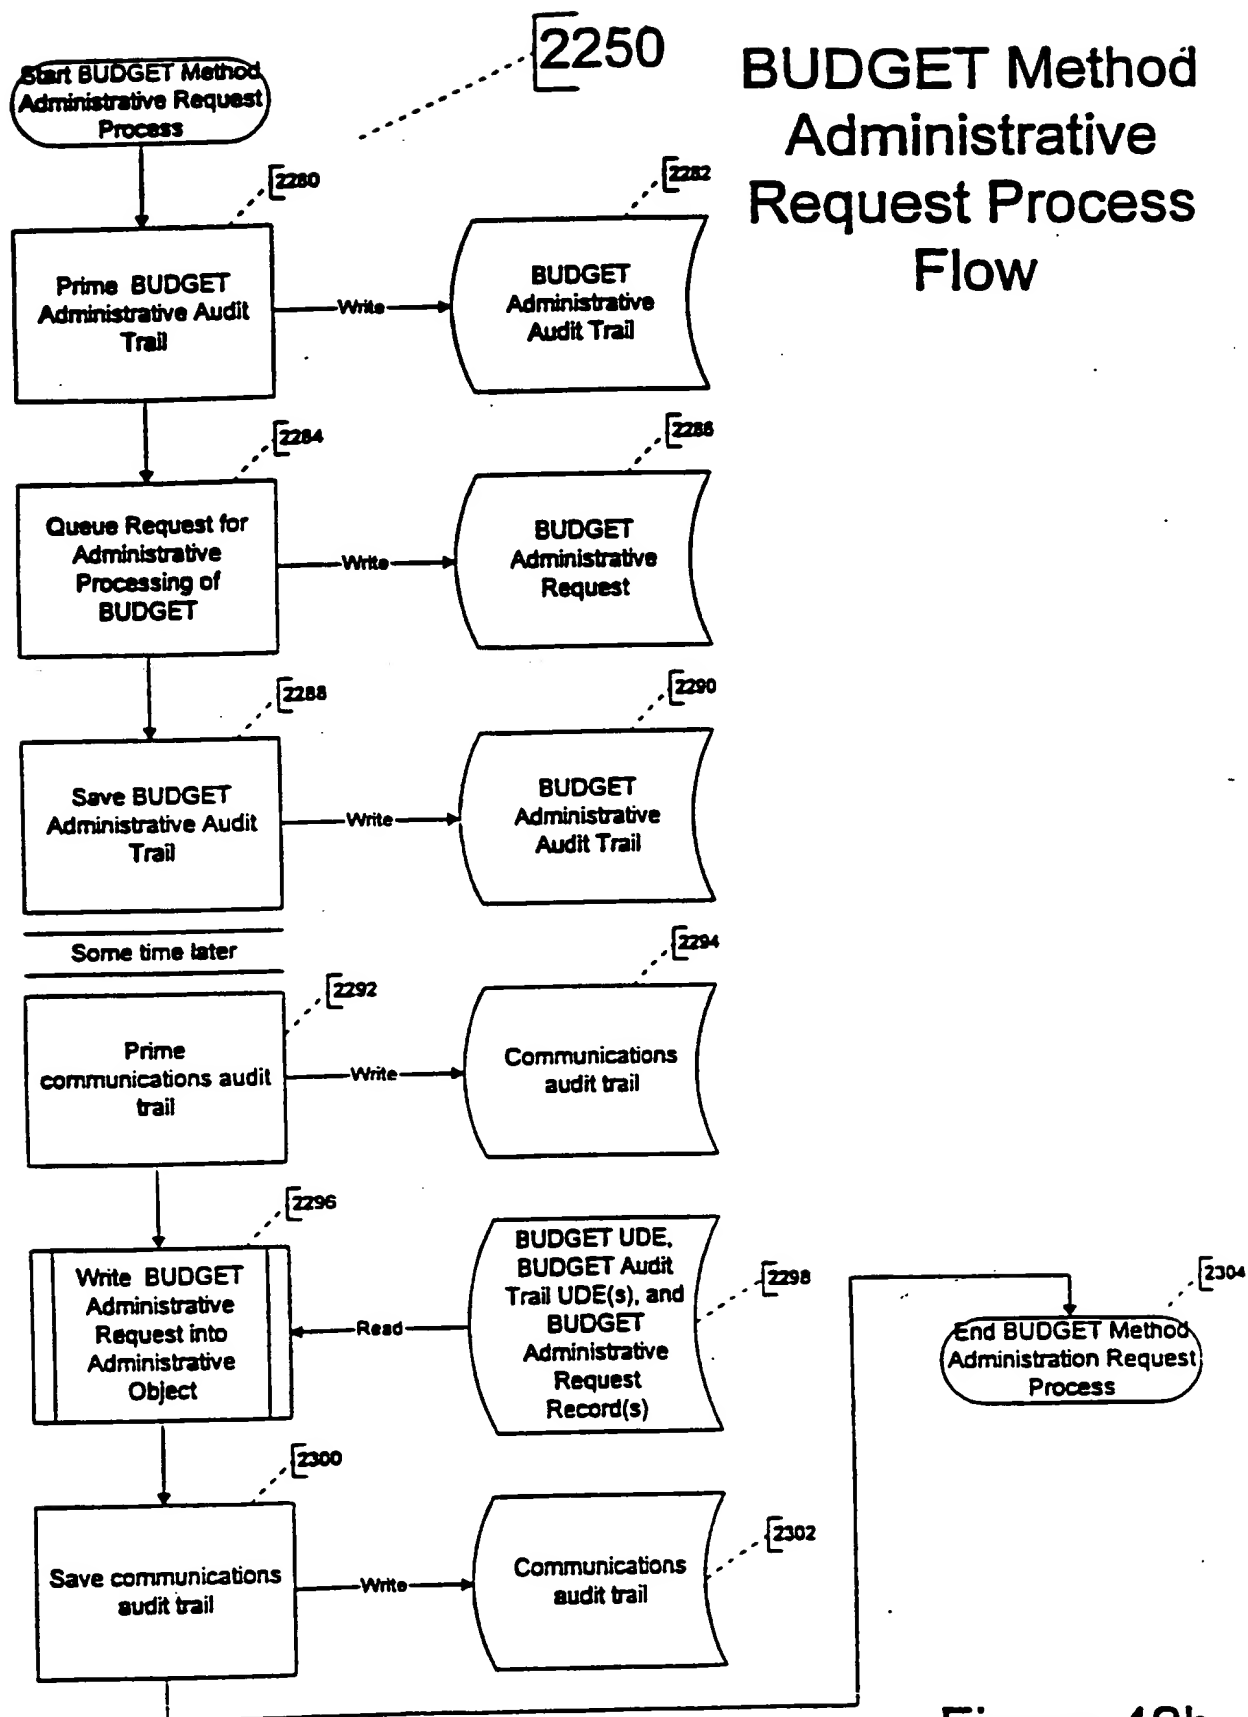 2250
BUDGET Method
Administrative
Request Process
Flow
Start BUDGET Method
Administrative Request
Process
2280
2282
Prime BUDGET
Administrative Audit
Trail
Write
BUDGET
Administrative
Audit Trail
2284
2286
Queue Request for
Administrative
Processing of
BUDGET
Write
BUDGET
Administrative
Request
2288
2290
Save BUDGET
Administrative Audit
Trail
Write
BUDGET
Administrative
Audit Trail
Some time later
2292
2294
Prime
communications audit
trail
Write
Communications
audit trail
2296
2298
Write BUDGET
Administrative
Request into
Administrative
Object
Read
BUDGET UDE,
BUDGET Audit
Trail UDE(s), and
BUDGET
Administrative
Request
Record(s)
2304
End BUDGET Method
Administration Request
Process
2300
2302
Save communications
audit trail
Write
Communications
audit trail